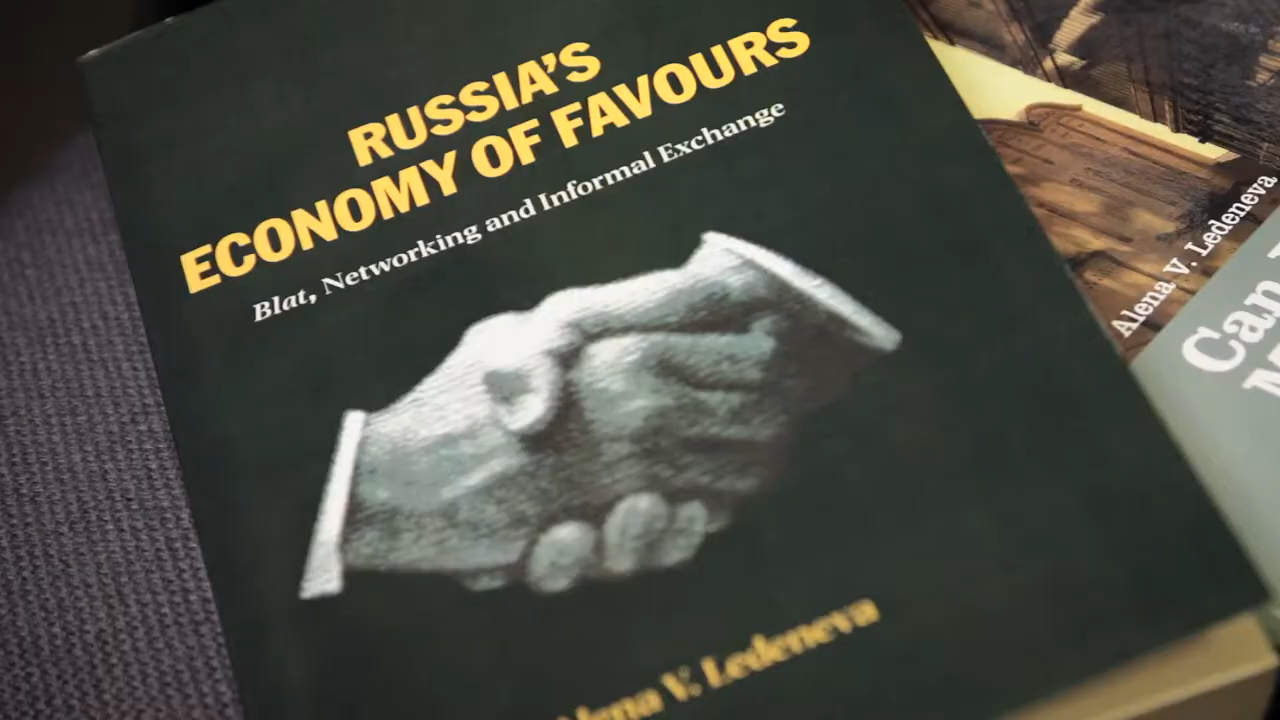 RUSSIA'S
ECONOMY OF FAVOURS
Blat, Networking and Informal Exchange
Alena V. Ledeneva
Alena V. Ledeneva
Can